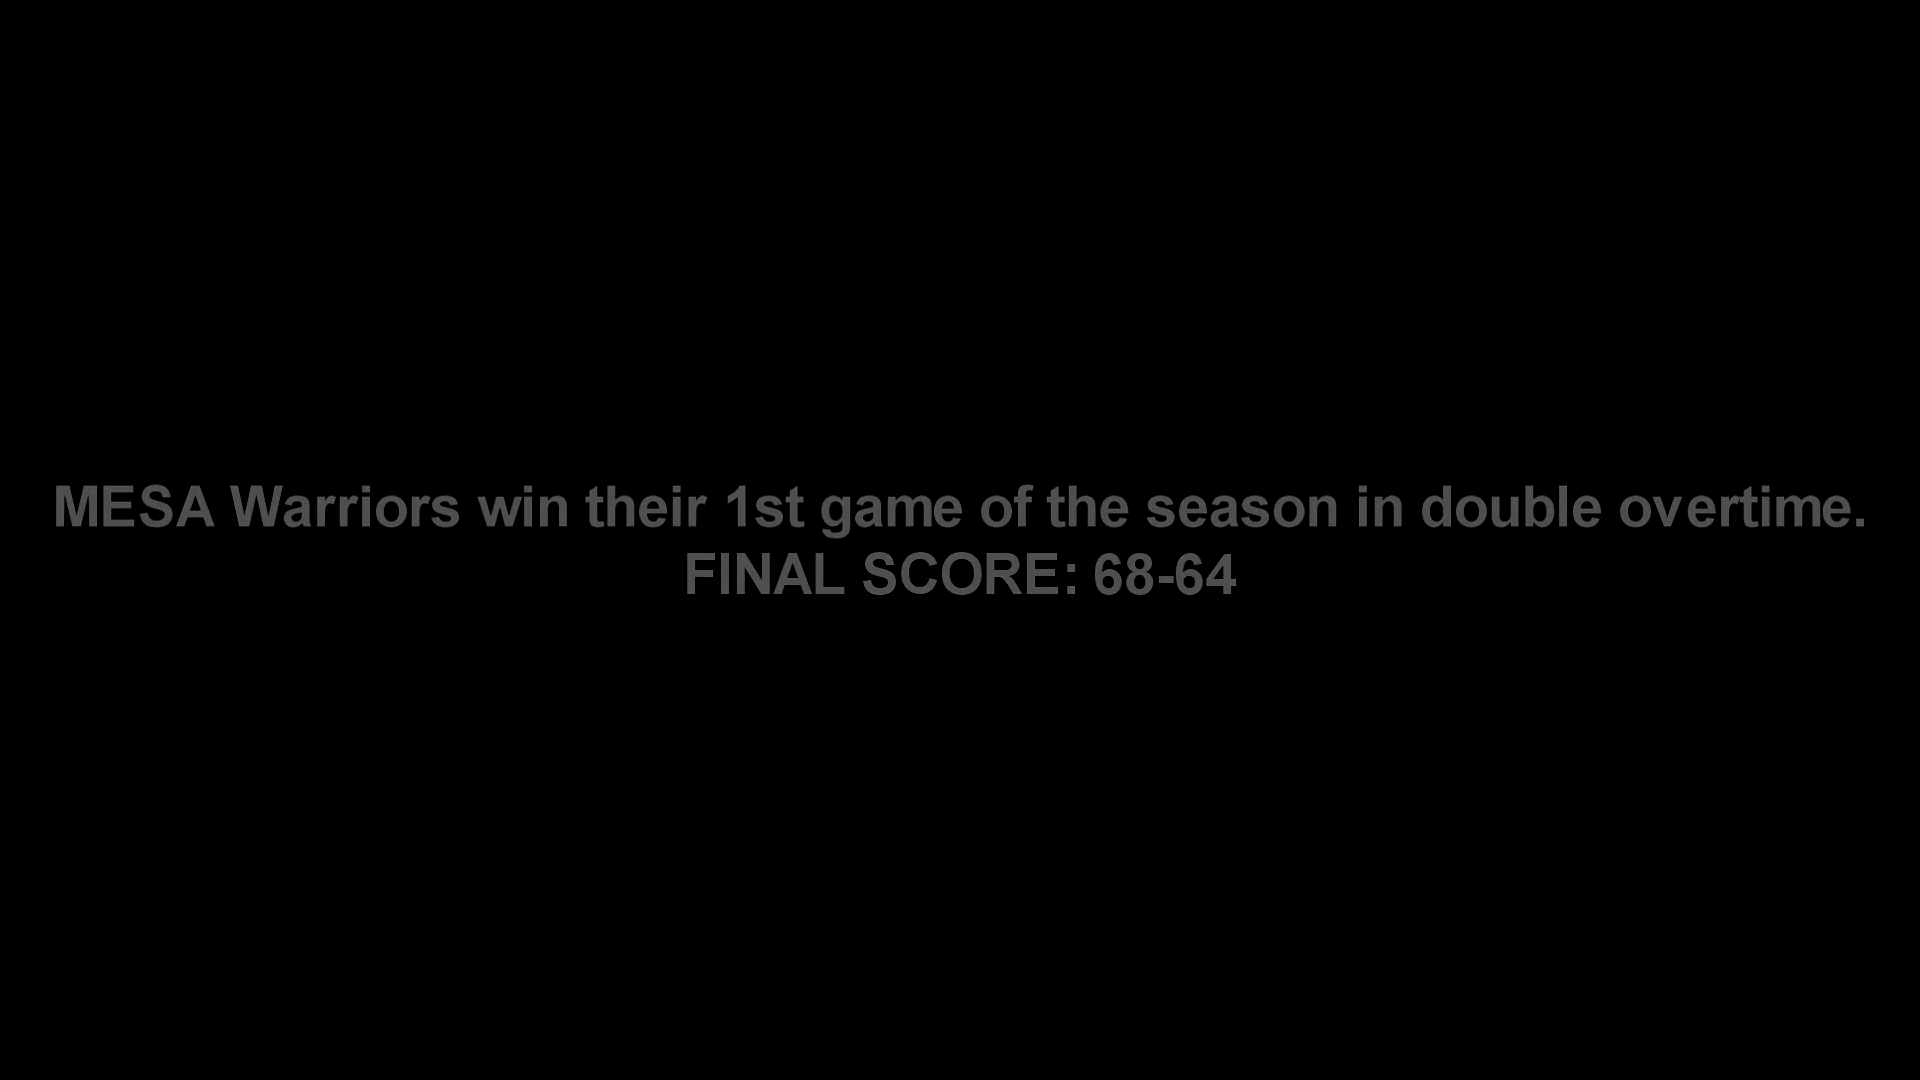 MESA Warriors win their 1st game of the season in double overtime.
FINAL SCORE: 68-64